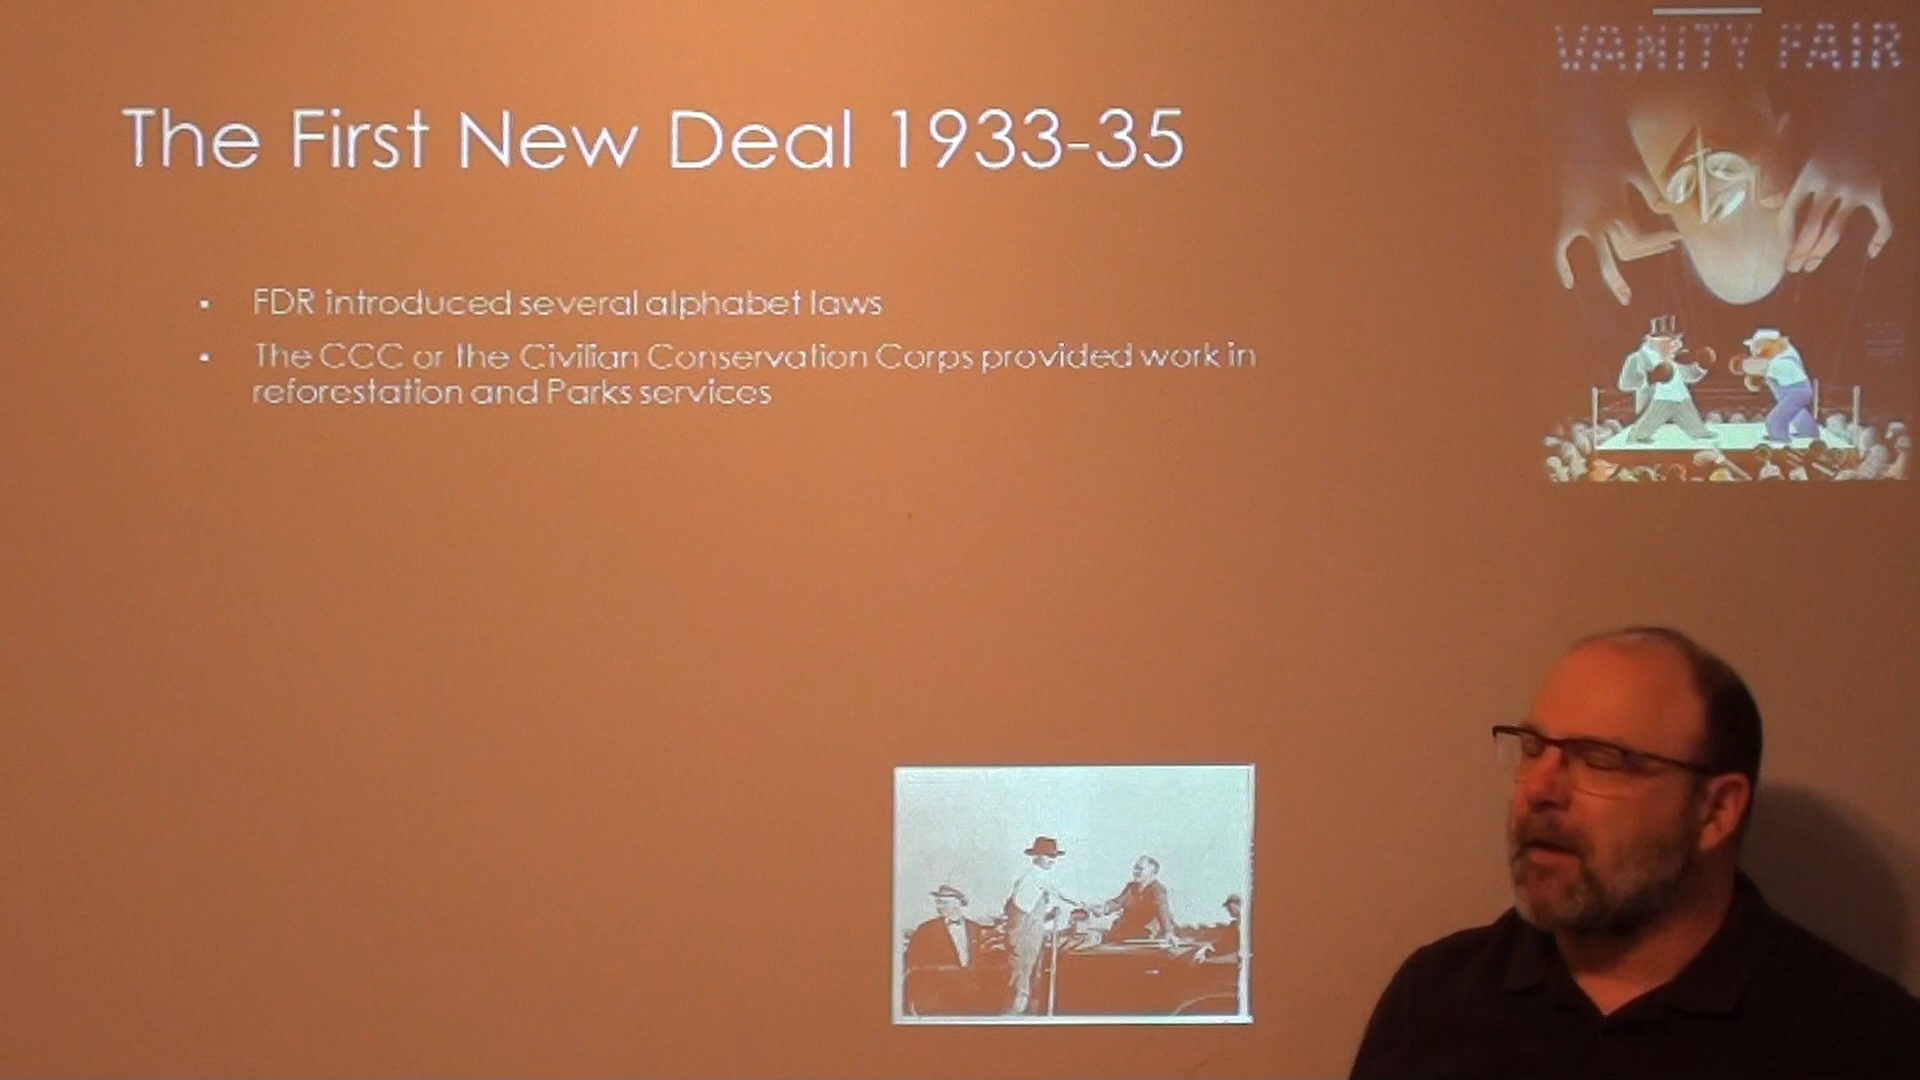 VANITY FAIR
The First New Deal 1933-35
▪ FDR introduced several alphabet laws
▪ The CCC or the Civilian Conservation Corps provided work in
reforestation and Parks services